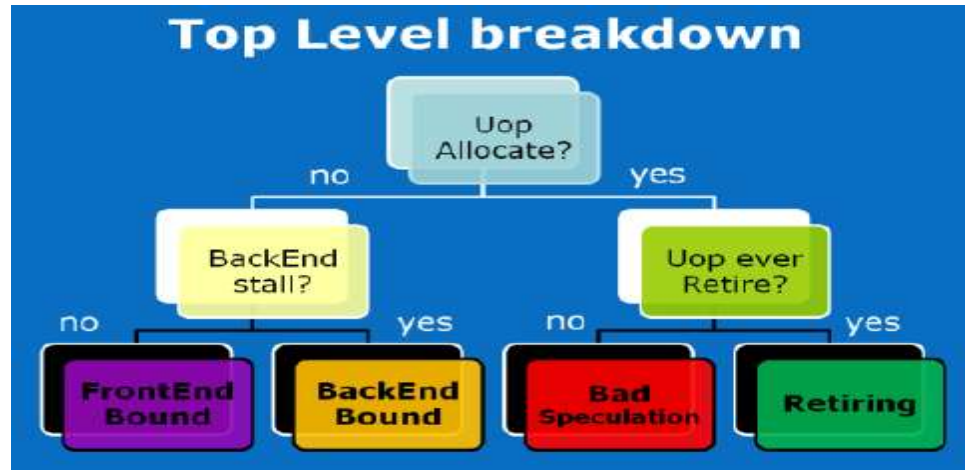 Top Level breakdown
Uop
Allocate?
no
yes
BackEnd
stall?
Uop ever
Retire?
no
yes
no
yes
FrontEnd
Bound
BackEnd
Bound
Bad
Speculation
Retiring